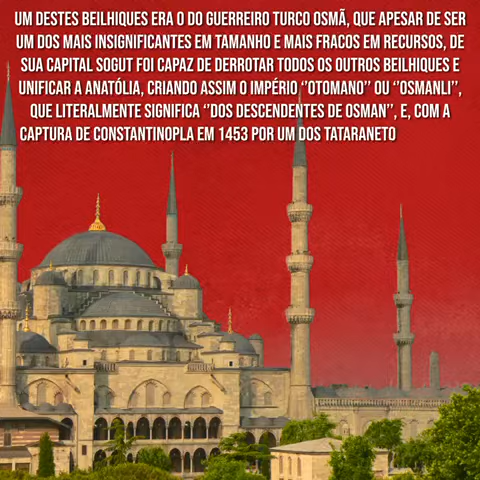 UM DESTES BEILHIQUES ERA O DO GUERREIRO TURCO OSMÃ, QUE APESAR DE SER
UM DOS MAIS INSIGNIFICANTES EM TAMANHO E MAIS FRACOS EM RECURSOS, DE
SUA CAPITAL SOGUT FOI CAPAZ DE DERROTAR TODOS OS OUTROS BEILHIQUES E
UNIFICAR A ANATÓLIA, CRIANDO ASSIM O IMPÉRIO ‘’OTOMANO’’ OU ‘’OSMANLI’’,
QUE LITERALMENTE SIGNIFICA ‘’DOS DESCENDENTES DE OSMAN’’, E, COM A
CAPTURA DE CONSTANTINOPLA EM 1453 POR UM DOS TATARANETO